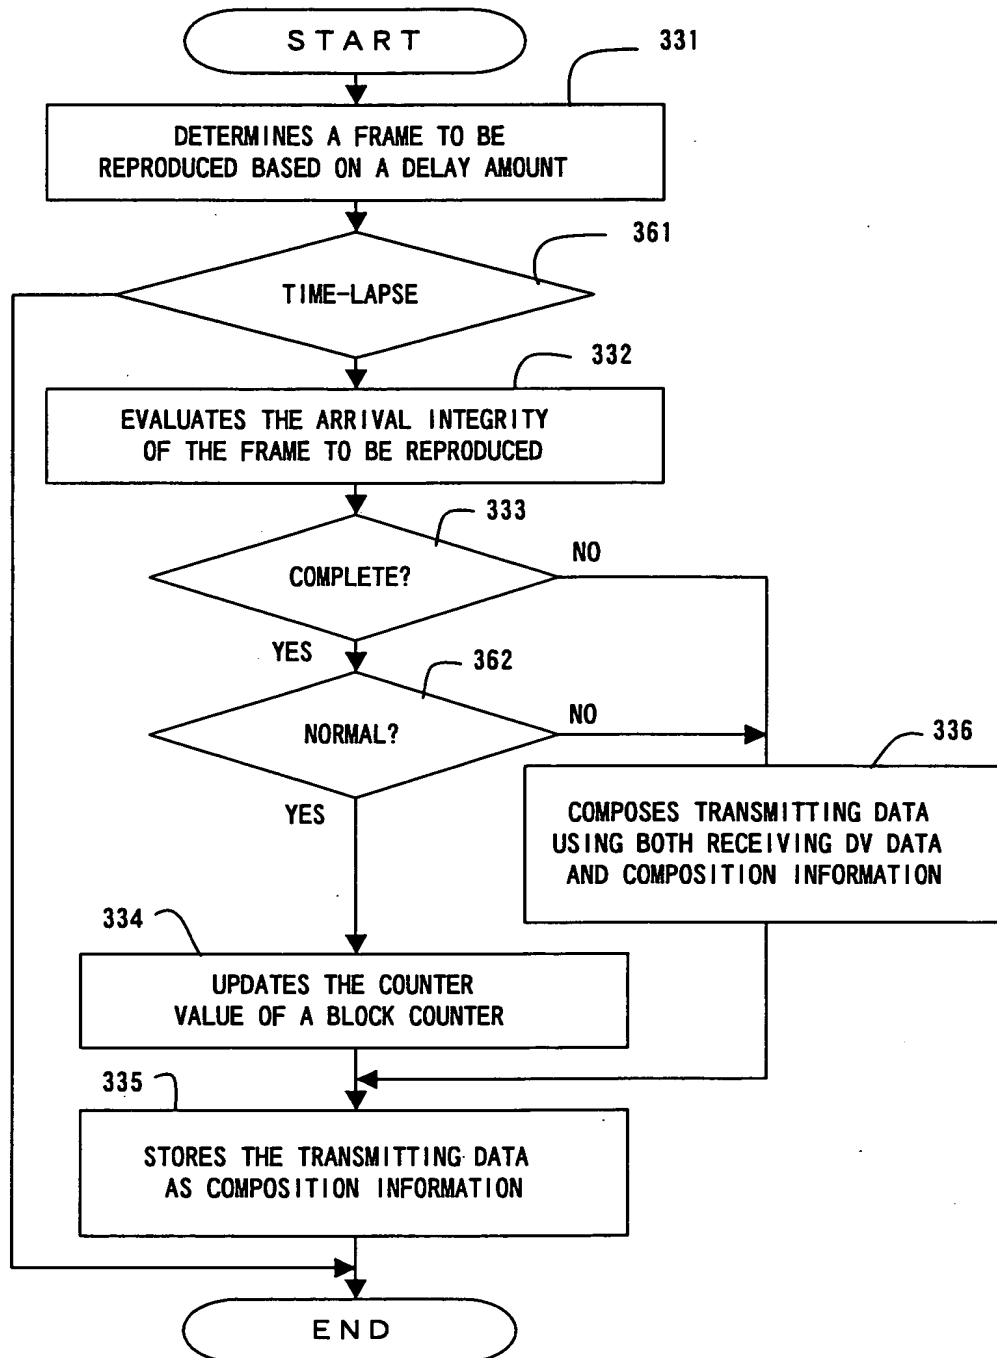 START
331
DETERMINES A FRAME TO BE
REPRODUCED BASED ON A DELAY AMOUNT
361
TIME-LAPSE
332
EVALUATES THE ARRIVAL INTEGRITY
OF THE FRAME TO BE REPRODUCED
333
COMPLETE?
NO
YES
362
NORMAL?
NO
YES
336
COMPOSES TRANSMITTING DATA
USING BOTH RECEIVING DV DATA
AND COMPOSITION INFORMATION
334
UPDATES THE COUNTER
VALUE OF A BLOCK COUNTER
335
STORES THE TRANSMITTING DATA
AS COMPOSITION INFORMATION
END